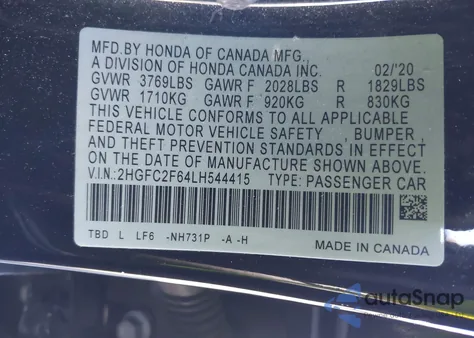 MFD.BY HONDA OF CANADA MFG.,
A DIVISION OF HONDA CANADA INC. 02/'20
GVWR 3769LBS GAWR F 2028LBS R 1829LBS
GVWR 1710KG GAWR F 920KG R 830KG
THIS VEHICLE CONFORMS TO ALL APPLICABLE
FEDERAL MOTOR VEHICLE SAFETY , BUMPER ,
AND THEFT PREVENTION STANDARDS IN EFFECT
ON THE DATE OF MANUFACTURE SHOWN ABOVE.
V.I.N.:2HGFC2F64LH544415 TYPE: PASSENGER CAR
TBD L LF6 -NH731P -A -H
MADE IN CANADA
autoSnap